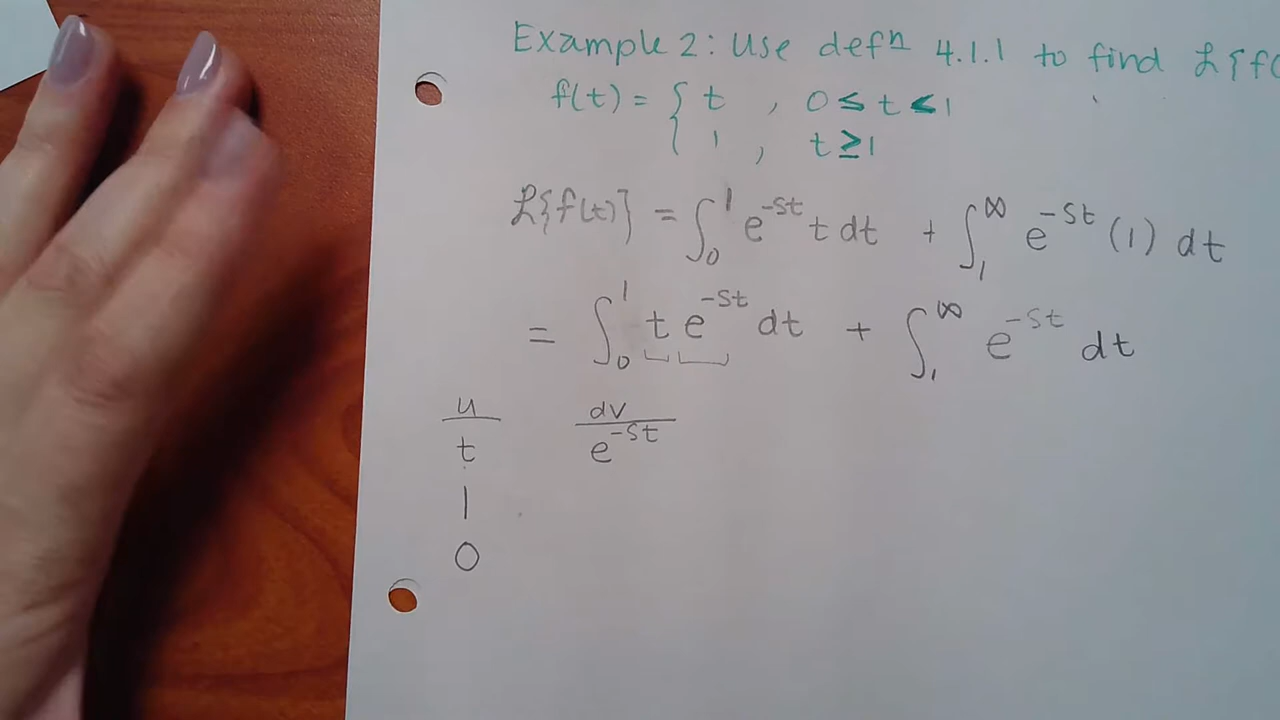 Example 2: Use defⁿ 4.1.1 to find ℒ{f(
f(t) = { t , 0 ≤ t < 1
1 , t ≥ 1
ℒ{f(t)} = ∫₀¹ e^{-st} t dt + ∫₁^∞ e^{-st} (1) dt
= ∫₀¹ t e^{-st} dt + ∫₁^∞ e^{-st} dt
u dv
t e^{-st}
1
0